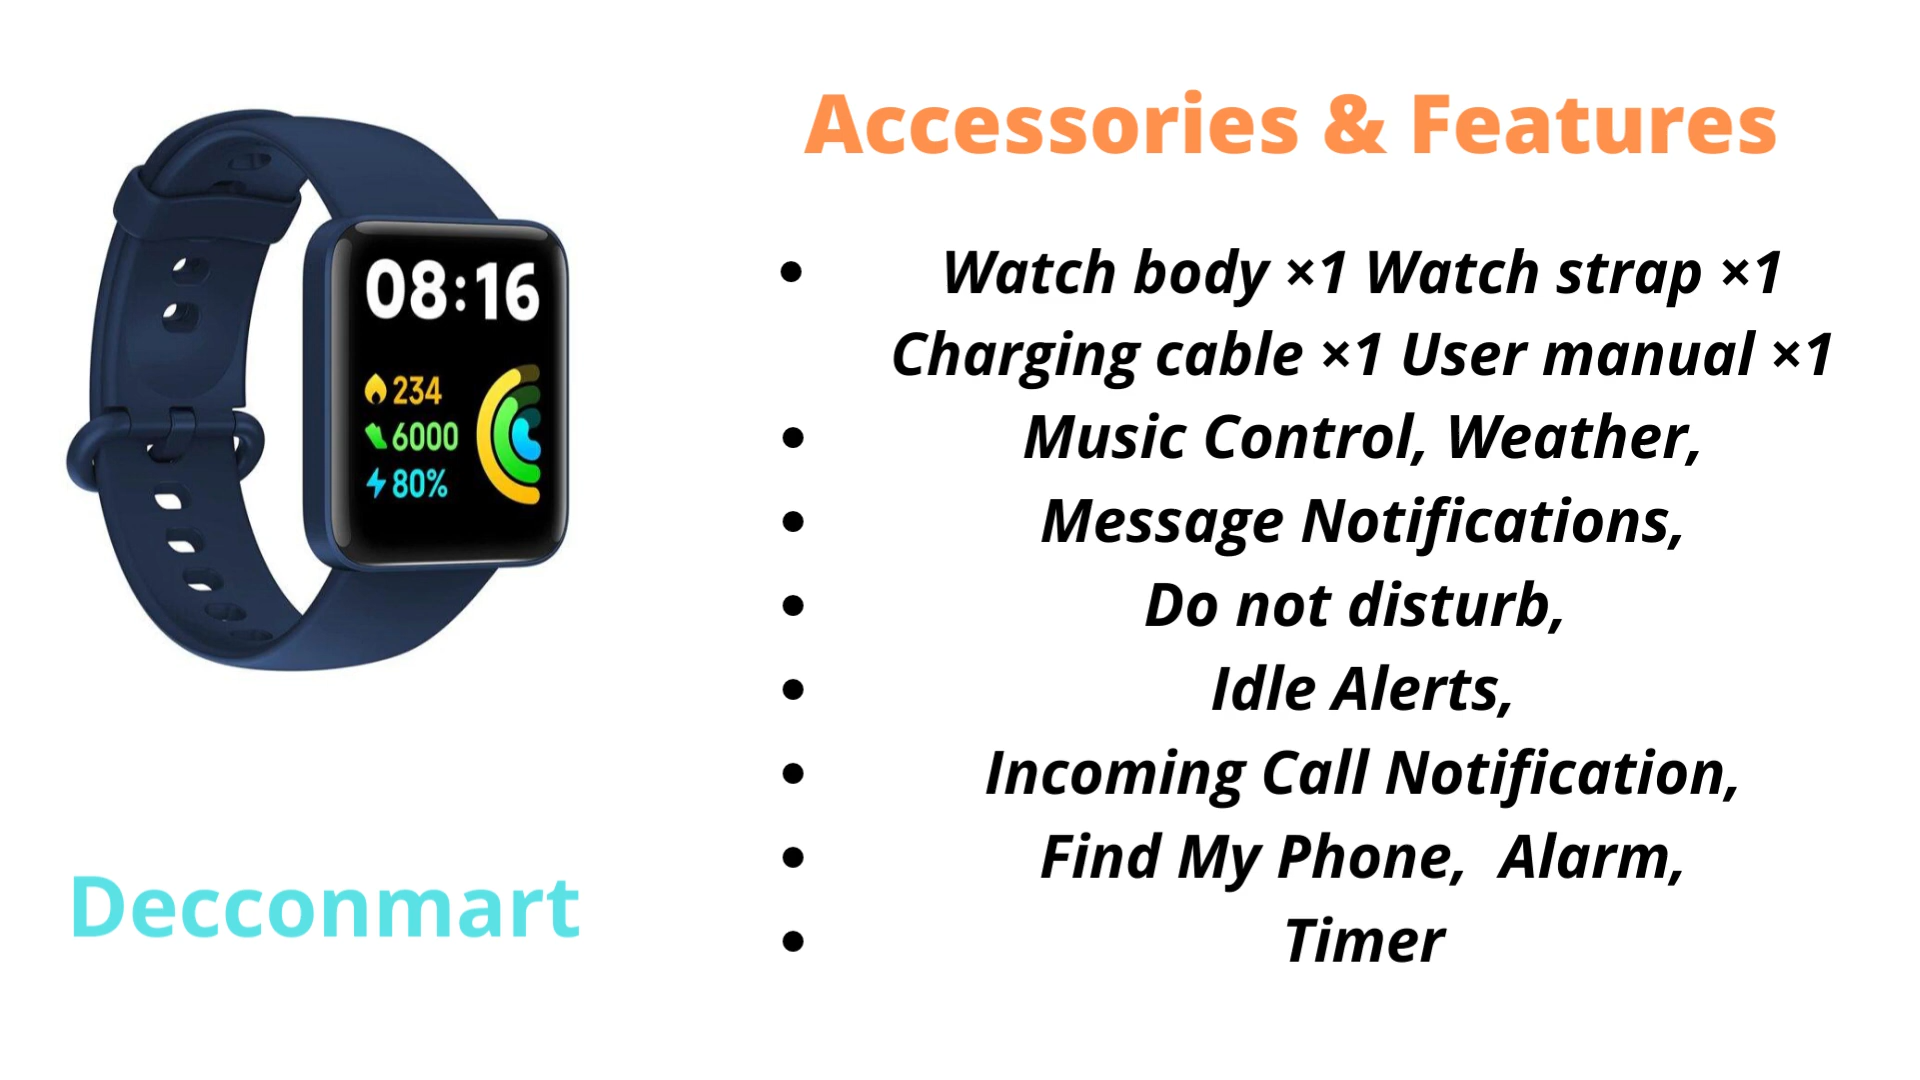 Accessories & Features
08:16
234
6000
80%
• Watch body ×1 Watch strap ×1
Charging cable ×1 User manual ×1
• Music Control, Weather,
• Message Notifications,
• Do not disturb,
• Idle Alerts,
• Incoming Call Notification,
• Find My Phone,  Alarm,
• Timer
Decconmart